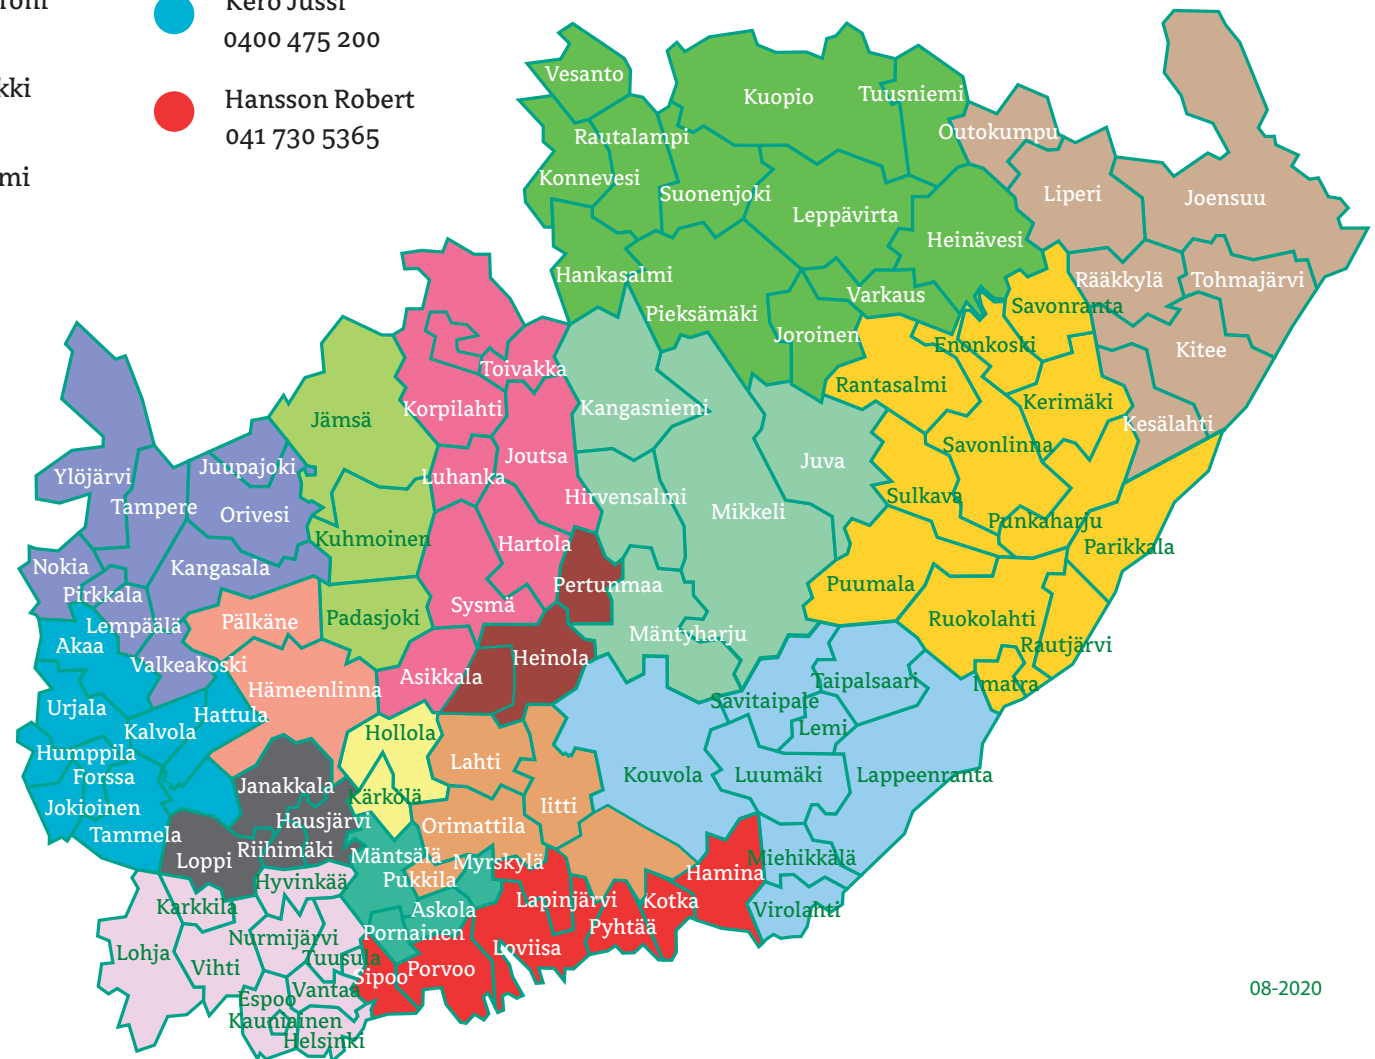 Kero Jussi
0400 475 200
Hansson Robert
041 730 5365
Vesanto
Kuopio
Tuusniemi
Rautalampi
Outokumpu
Konnevesi
Suonenjoki
Liperi
Joensuu
Leppävirta
Heinävesi
Hankasalmi
Rääkkylä
Tohmajärvi
Varkaus
Savonranta
Pieksämäki
Joroinen
Enonkoski
Kitee
Toivakka
Rantasalmi
Kerimäki
Korpilahti
Kangasniemi
Jämsä
Kesälahti
Savonlinna
Joutsa
Juva
Juupajoki
Ylöjärvi
Luhanka
Hirvensalmi
Sulkava
Tampere
Orivesi
Mikkeli
Punkaharju
Kuhmoinen
Hartola
Parikkala
Nokia
Kangasala
Pertunmaa
Puumala
Pirkkala
Sysmä
Padasjoki
Pälkäne
Ruokolahti
Lempäälä
Mäntyharju
Akaa
Rautjärvi
Valkeakoski
Heinola
Asikkala
Taipalsaari
Imatra
Hämeenlinna
Savitaipale
Urjala
Hattula
Kalvola
Lemi
Hollola
Humppila
Lahti
Forssa
Kouvola
Luumäki
Lappeenranta
Janakkala
Kärkölä
Jokioinen
Iitti
Hausjärvi
Orimattila
Tammela
Riihimäki
Loppi
Mäntsälä
Myrskylä
Miehikkälä
Hamina
Pukkila
Hyvinkää
Lapinjärvi
Kotka
Karkkila
Askola
Virolahti
Pyhtää
Pornainen
Nurmijärvi
Loviisa
Lohja
Tuusula
Vihti
Porvoo
Sipoo
Vantaa
Espoo
08-2020
Kauniainen
Helsinki